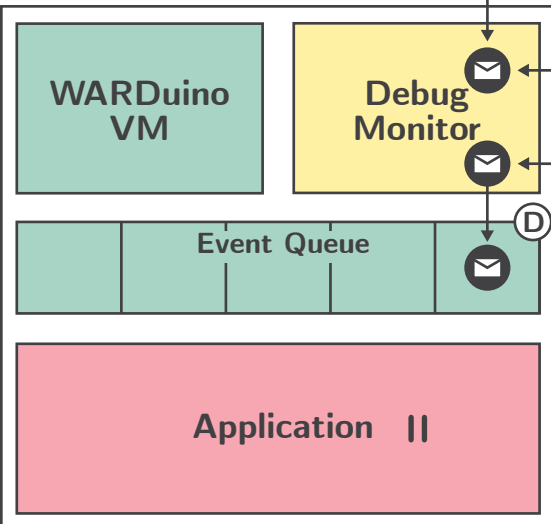 WARDuino
VM
Debug
Monitor
D
Event Queue
Application